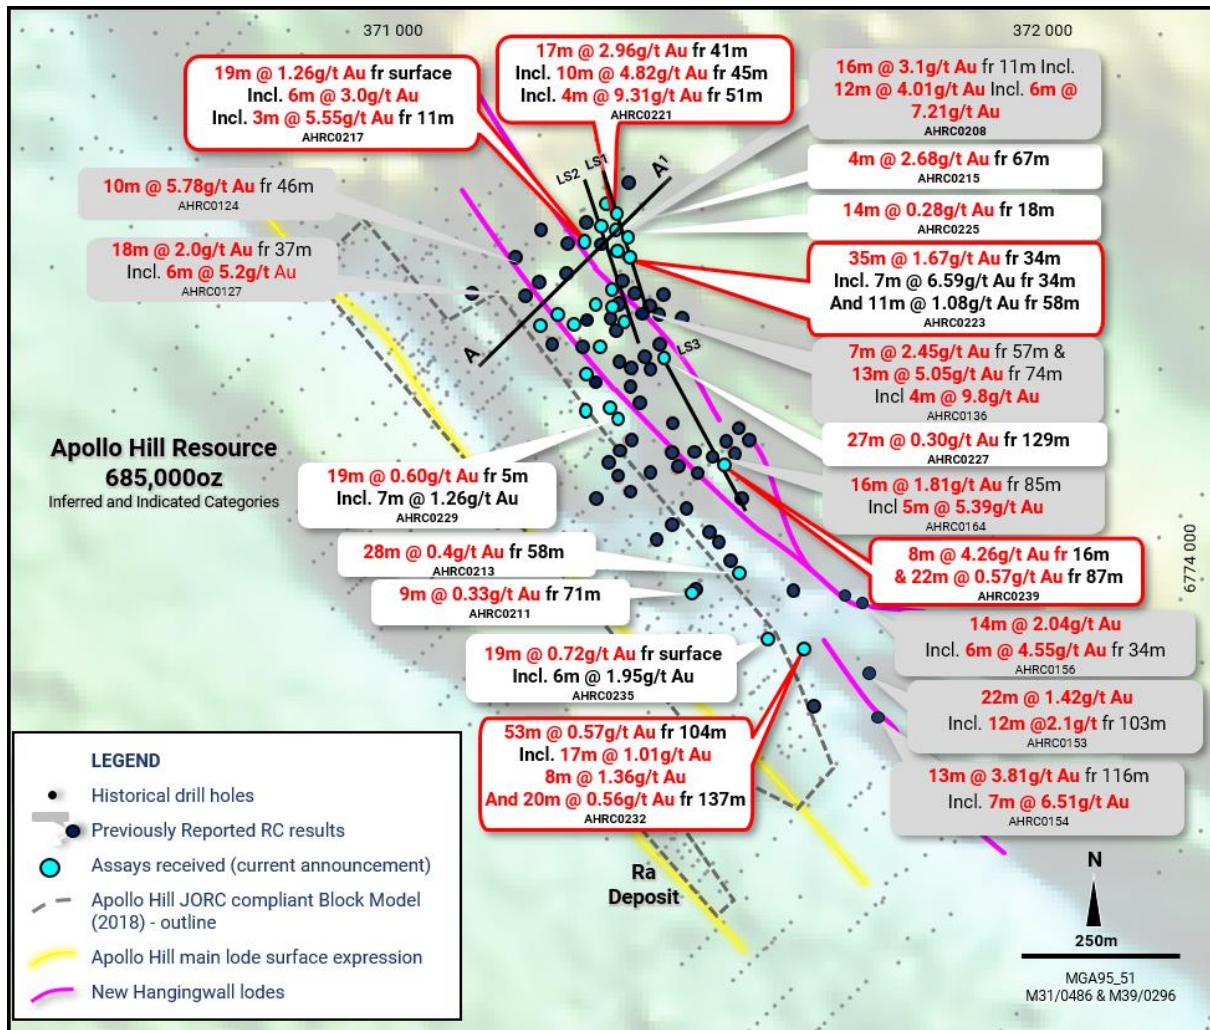 371 000
372 000
19m @ 1.26g/t Au fr surface
Incl. 6m @ 3.0g/t Au
Incl. 3m @ 5.55g/t Au fr 11m
AHRC0217
17m @ 2.96g/t Au fr 41m
Incl. 10m @ 4.82g/t Au fr 45m
Incl. 4m @ 9.31g/t Au fr 51m
AHRC0221
16m @ 3.1g/t Au fr 11m Incl.
12m @ 4.01g/t Au Incl. 6m @
7.21g/t Au
AHRC0208
4m @ 2.68g/t Au fr 67m
AHRC0215
14m @ 0.28g/t Au fr 18m
AHRC0225
10m @ 5.78g/t Au fr 46m
AHRC0124
18m @ 2.0g/t Au fr 37m
Incl. 6m @ 5.2g/t Au
AHRC0127
LS2
LS1
A¹
A
LS3
35m @ 1.67g/t Au fr 34m
Incl. 7m @ 6.59g/t Au fr 34m
And 11m @ 1.08g/t Au fr 58m
AHRC0223
7m @ 2.45g/t Au fr 57m &
13m @ 5.05g/t Au fr 74m
Incl 4m @ 9.8g/t Au
AHRC0136
27m @ 0.30g/t Au fr 129m
AHRC0227
16m @ 1.81g/t Au fr 85m
Incl 5m @ 5.39g/t Au
AHRC0164
Apollo Hill Resource
685,000oz
Inferred and Indicated Categories
19m @ 0.60g/t Au fr 5m
Incl. 7m @ 1.26g/t Au
AHRC0229
28m @ 0.4g/t Au fr 58m
AHRC0213
9m @ 0.33g/t Au fr 71m
AHRC0211
8m @ 4.26g/t Au fr 16m
& 22m @ 0.57g/t Au fr 87m
AHRC0239
6774 000
14m @ 2.04g/t Au
Incl. 6m @ 4.55g/t Au fr 34m
AHRC0156
19m @ 0.72g/t Au fr surface
Incl. 6m @ 1.95g/t Au
AHRC0235
22m @ 1.42g/t Au
Incl. 12m @2.1g/t fr 103m
AHRC0153
53m @ 0.57g/t Au fr 104m
Incl. 17m @ 1.01g/t Au
8m @ 1.36g/t Au
And 20m @ 0.56g/t Au fr 137m
AHRC0232
13m @ 3.81g/t Au fr 116m
Incl. 7m @ 6.51g/t Au
AHRC0154
Ra
Deposit
LEGEND
Historical drill holes
Previously Reported RC results
Assays received (current announcement)
Apollo Hill JORC compliant Block Model
(2018) - outline
Apollo Hill main lode surface expression
New Hangingwall lodes
N
250m
MGA95_51
M31/0486 & M39/0296